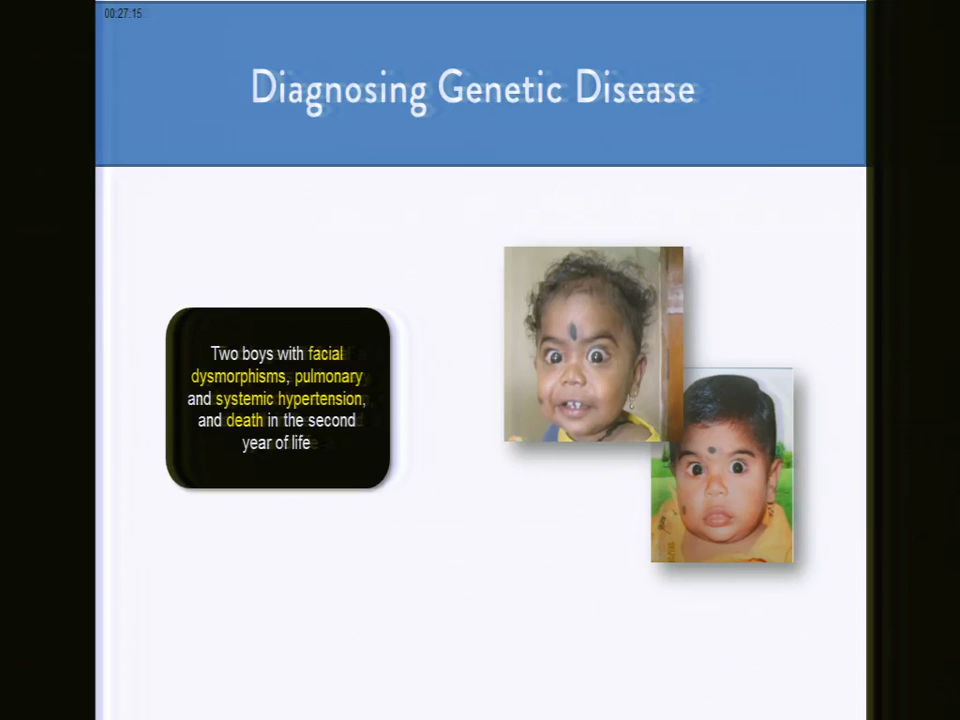 00:27:15
Diagnosing Genetic Disease
Two boys with facial
dysmorphisms, pulmonary
and systemic hypertension,
and death in the second
year of life